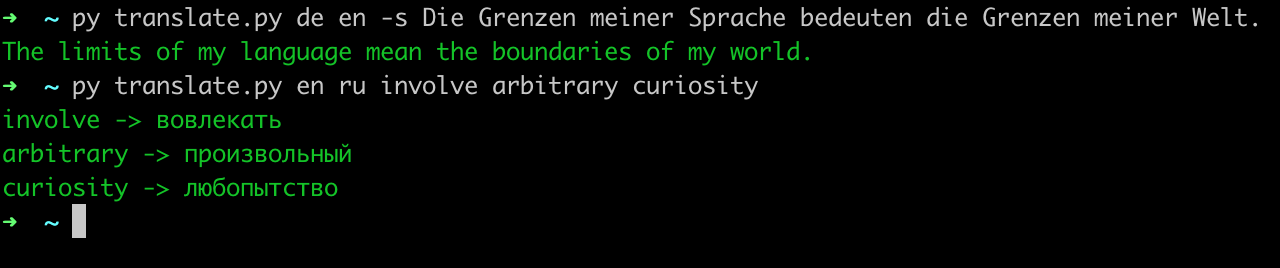 ➜ ~ py translate.py de en -s Die Grenzen meiner Sprache bedeuten die Grenzen meiner Welt.
The limits of my language mean the boundaries of my world.
➜ ~ py translate.py en ru involve arbitrary curiosity
involve -> вовлекать
arbitrary -> произвольный
curiosity -> любопытство
➜ ~